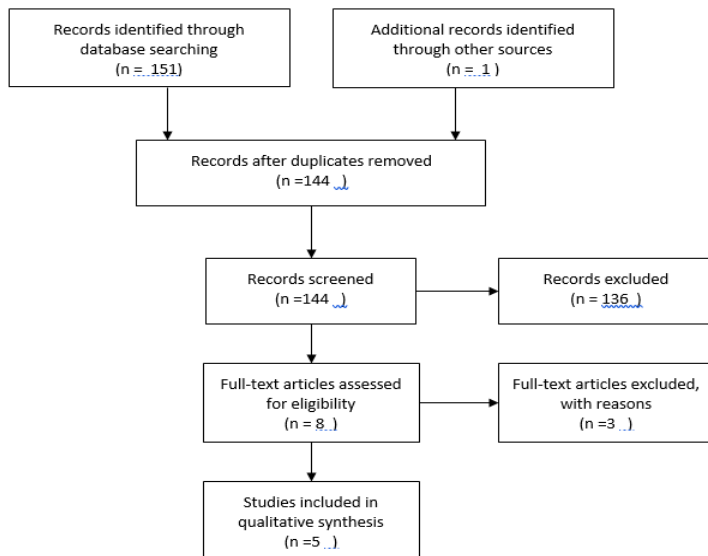 Records identified through
database searching
(n = 151)
Additional records identified
through other sources
(n = 1 )
Records after duplicates removed
(n =144 )
Records screened
(n =144 )
Records excluded
(n = 136 )
Full-text articles assessed
for eligibility
(n = 8 )
Full-text articles excluded,
with reasons
(n =3 )
Studies included in
qualitative synthesis
(n =5 )